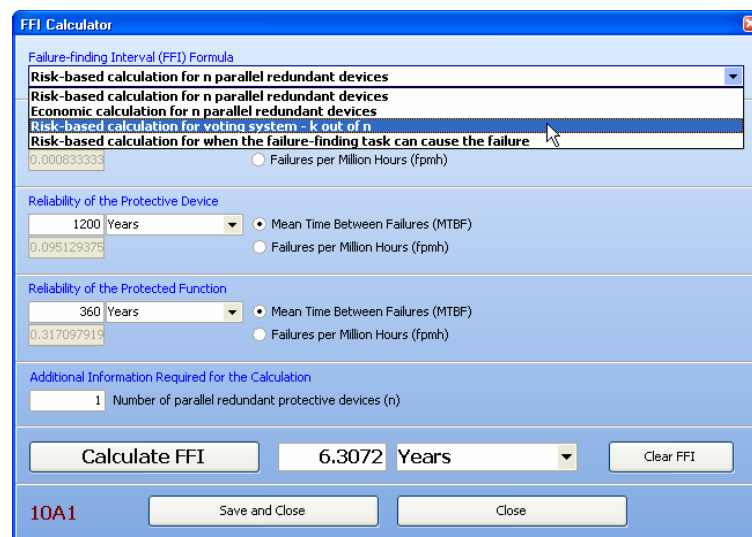 FFI Calculator
Failure-finding Interval (FFI) Formula
Risk-based calculation for n parallel redundant devices
Risk-based calculation for n parallel redundant devices
Economic calculation for n parallel redundant devices
Risk-based calculation for voting system - k out of n
Risk-based calculation for when the failure-finding task can cause the failure
0.000833333 Failures per Million Hours (fpmh)
Reliability of the Protective Device
1200 Years Mean Time Between Failures (MTBF)
0.095129375 Failures per Million Hours (fpmh)
Reliability of the Protected Function
360 Years Mean Time Between Failures (MTBF)
0.317097919 Failures per Million Hours (fpmh)
Additional Information Required for the Calculation
1 Number of parallel redundant protective devices (n)
Calculate FFI 6.3072 Years Clear FFI
10A1 Save and Close Close